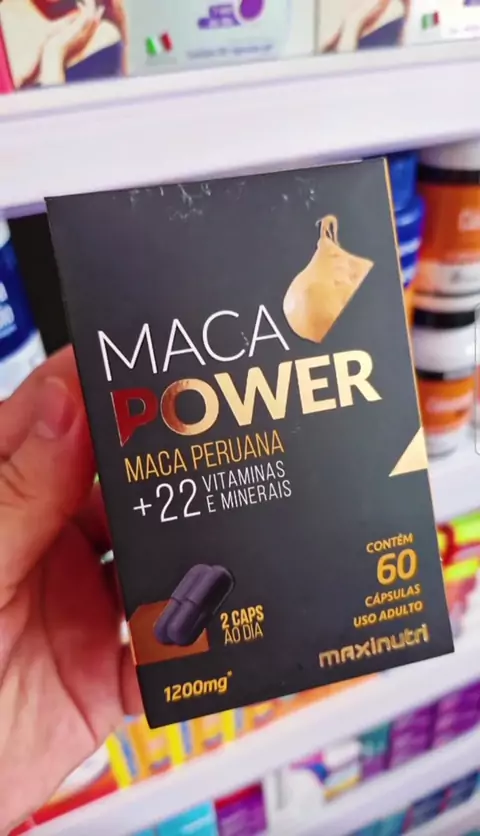 MACA
POWER
MACA PERUANA
+22 VITAMINAS
E MINERAIS
CONTÉM
60
CÁPSULAS
USO ADULTO
2 CAPS
AO DIA
maxinutri
1200mg*